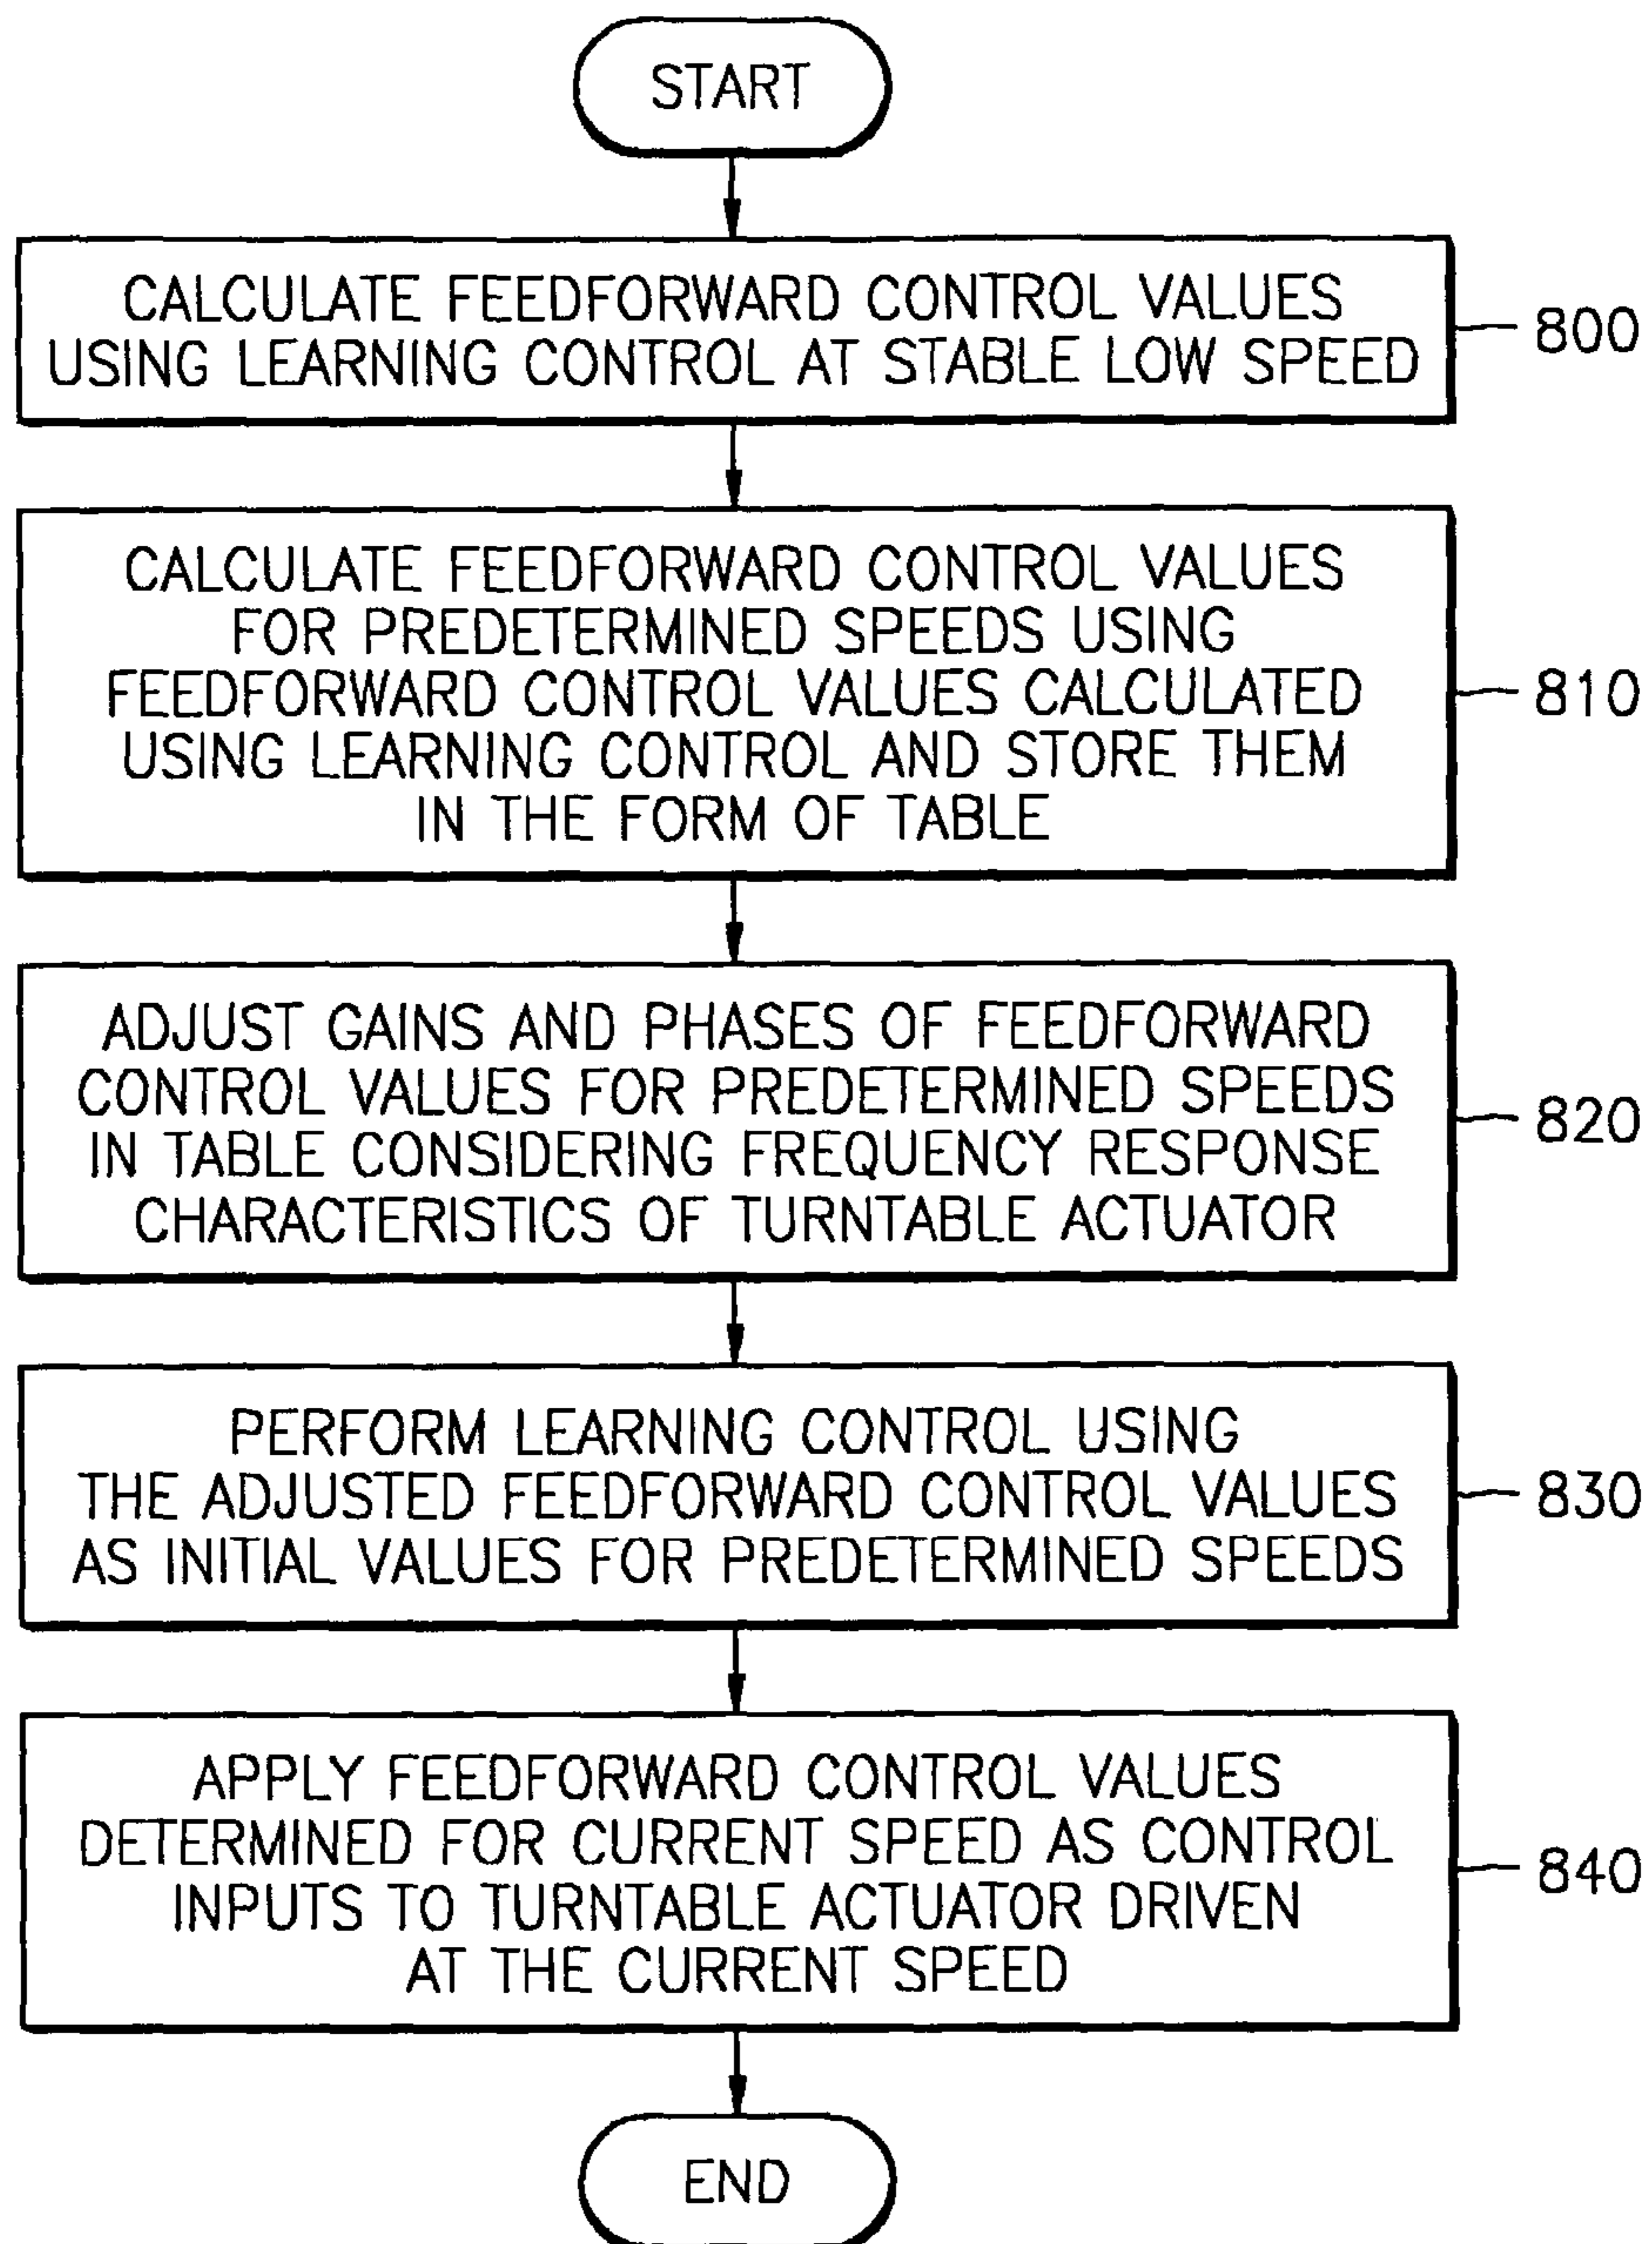 START
CALCULATE FEEDFORWARD CONTROL VALUES
USING LEARNING CONTROL AT STABLE LOW SPEED
800
CALCULATE FEEDFORWARD CONTROL VALUES
FOR PREDETERMINED SPEEDS USING
FEEDFORWARD CONTROL VALUES CALCULATED
USING LEARNING CONTROL AND STORE THEM
IN THE FORM OF TABLE
810
ADJUST GAINS AND PHASES OF FEEDFORWARD
CONTROL VALUES FOR PREDETERMINED SPEEDS
IN TABLE CONSIDERING FREQUENCY RESPONSE
CHARACTERISTICS OF TURNTABLE ACTUATOR
820
PERFORM LEARNING CONTROL USING
THE ADJUSTED FEEDFORWARD CONTROL VALUES
AS INITIAL VALUES FOR PREDETERMINED SPEEDS
830
APPLY FEEDFORWARD CONTROL VALUES
DETERMINED FOR CURRENT SPEED AS CONTROL
INPUTS TO TURNTABLE ACTUATOR DRIVEN
AT THE CURRENT SPEED
840
END